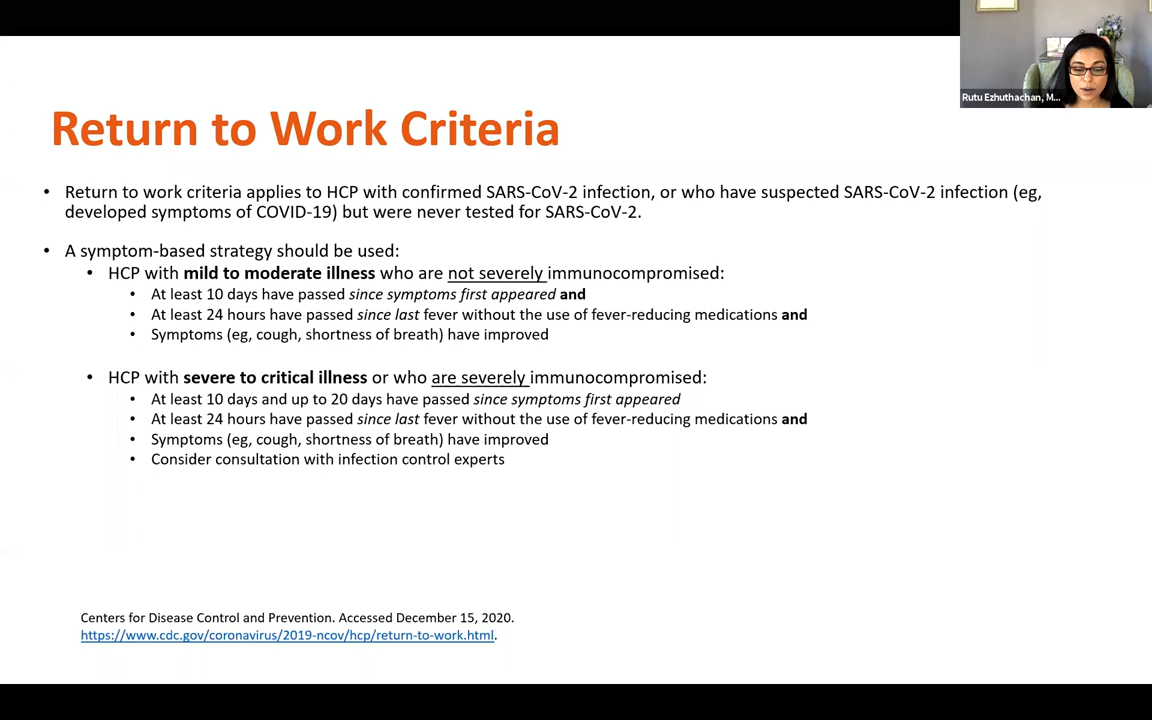 Rutu Ezhuthachan, M...
Return to Work Criteria
• Return to work criteria applies to HCP with confirmed SARS-CoV-2 infection, or who have suspected SARS-CoV-2 infection (eg,
developed symptoms of COVID-19) but were never tested for SARS-CoV-2.
• A symptom-based strategy should be used:
• HCP with mild to moderate illness who are not severely immunocompromised:
• At least 10 days have passed since symptoms first appeared and
• At least 24 hours have passed since last fever without the use of fever-reducing medications and
• Symptoms (eg, cough, shortness of breath) have improved
• HCP with severe to critical illness or who are severely immunocompromised:
• At least 10 days and up to 20 days have passed since symptoms first appeared
• At least 24 hours have passed since last fever without the use of fever-reducing medications and
• Symptoms (eg, cough, shortness of breath) have improved
• Consider consultation with infection control experts
Centers for Disease Control and Prevention. Accessed December 15, 2020.
https://www.cdc.gov/coronavirus/2019-ncov/hcp/return-to-work.html.